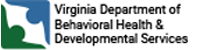 Virginia Department of
Behavioral Health &
Developmental Services